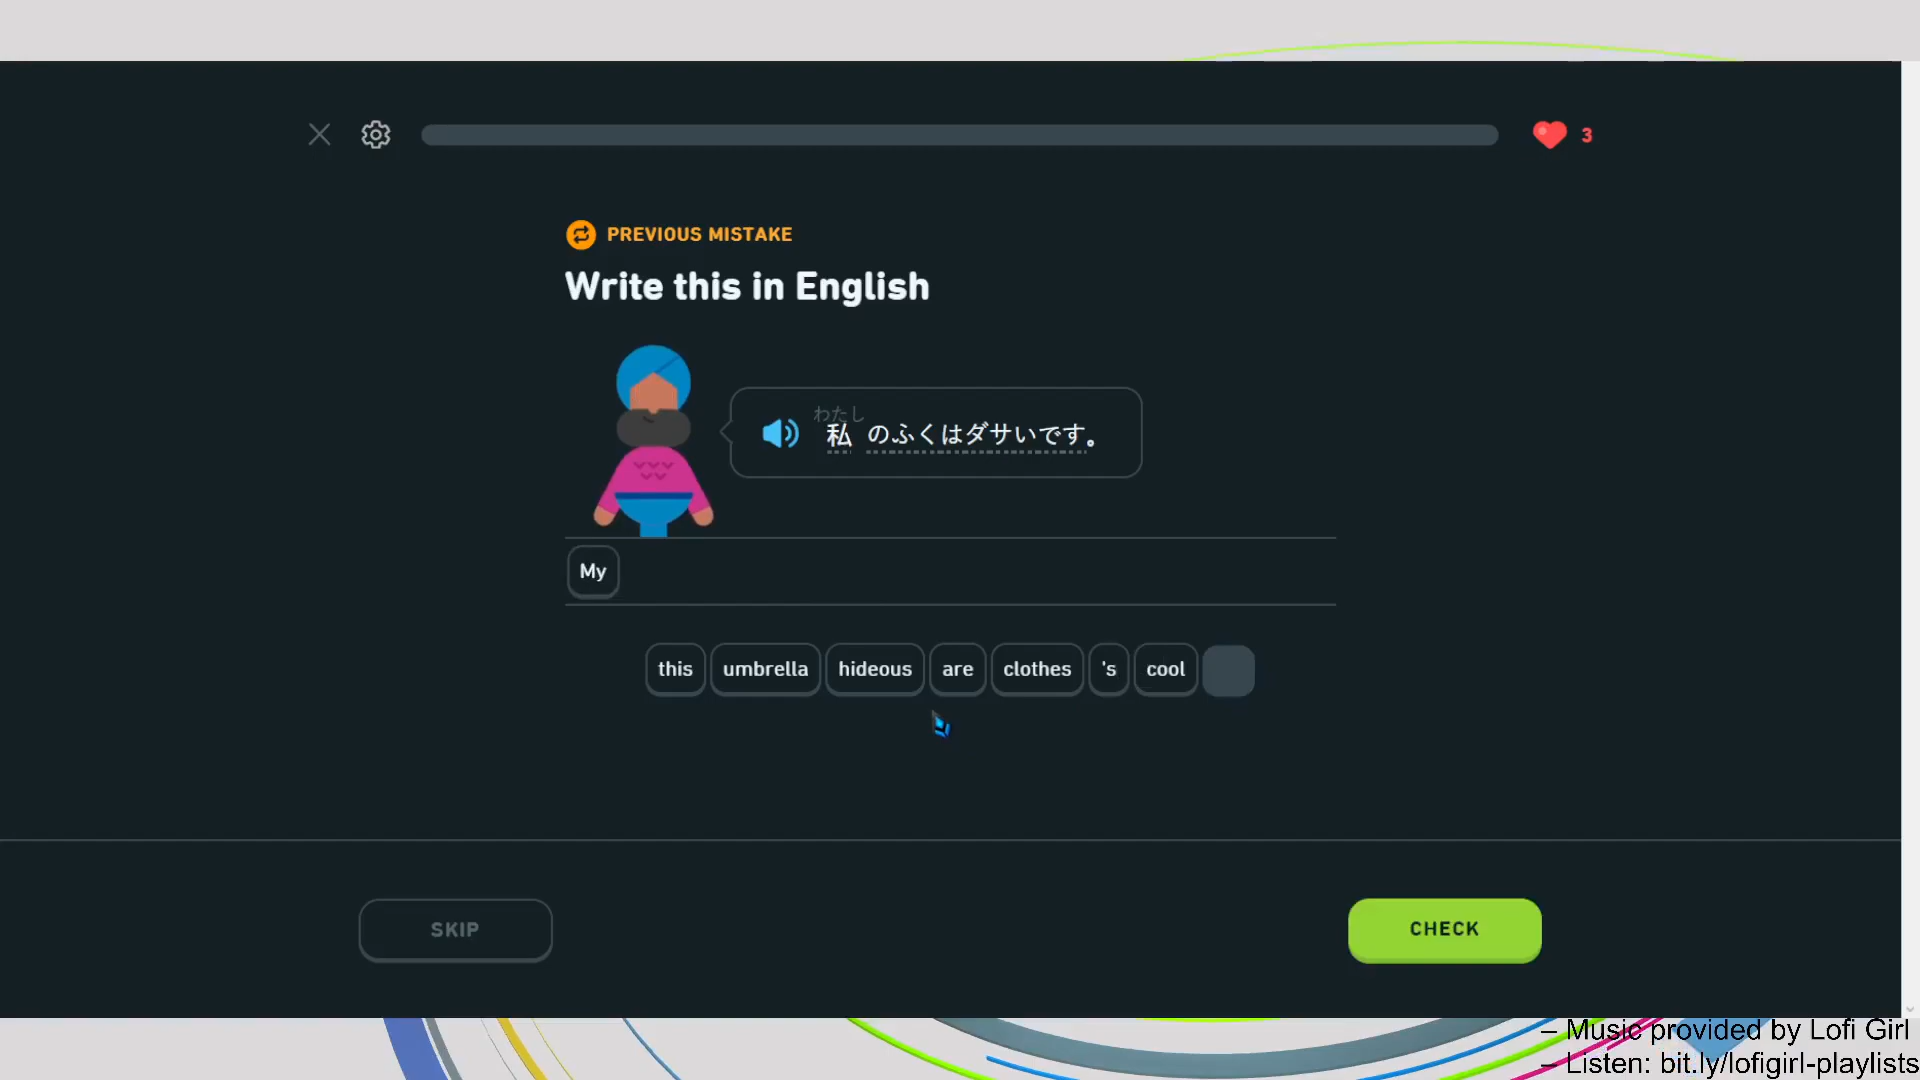 3
PREVIOUS MISTAKE
Write this in English
わたし
私 のふくはダサいです。
My
this umbrella hideous are clothes 's cool
SKIP
CHECK
– Music provided by Lofi Girl
– Listen: bit.ly/lofigirl-playlists